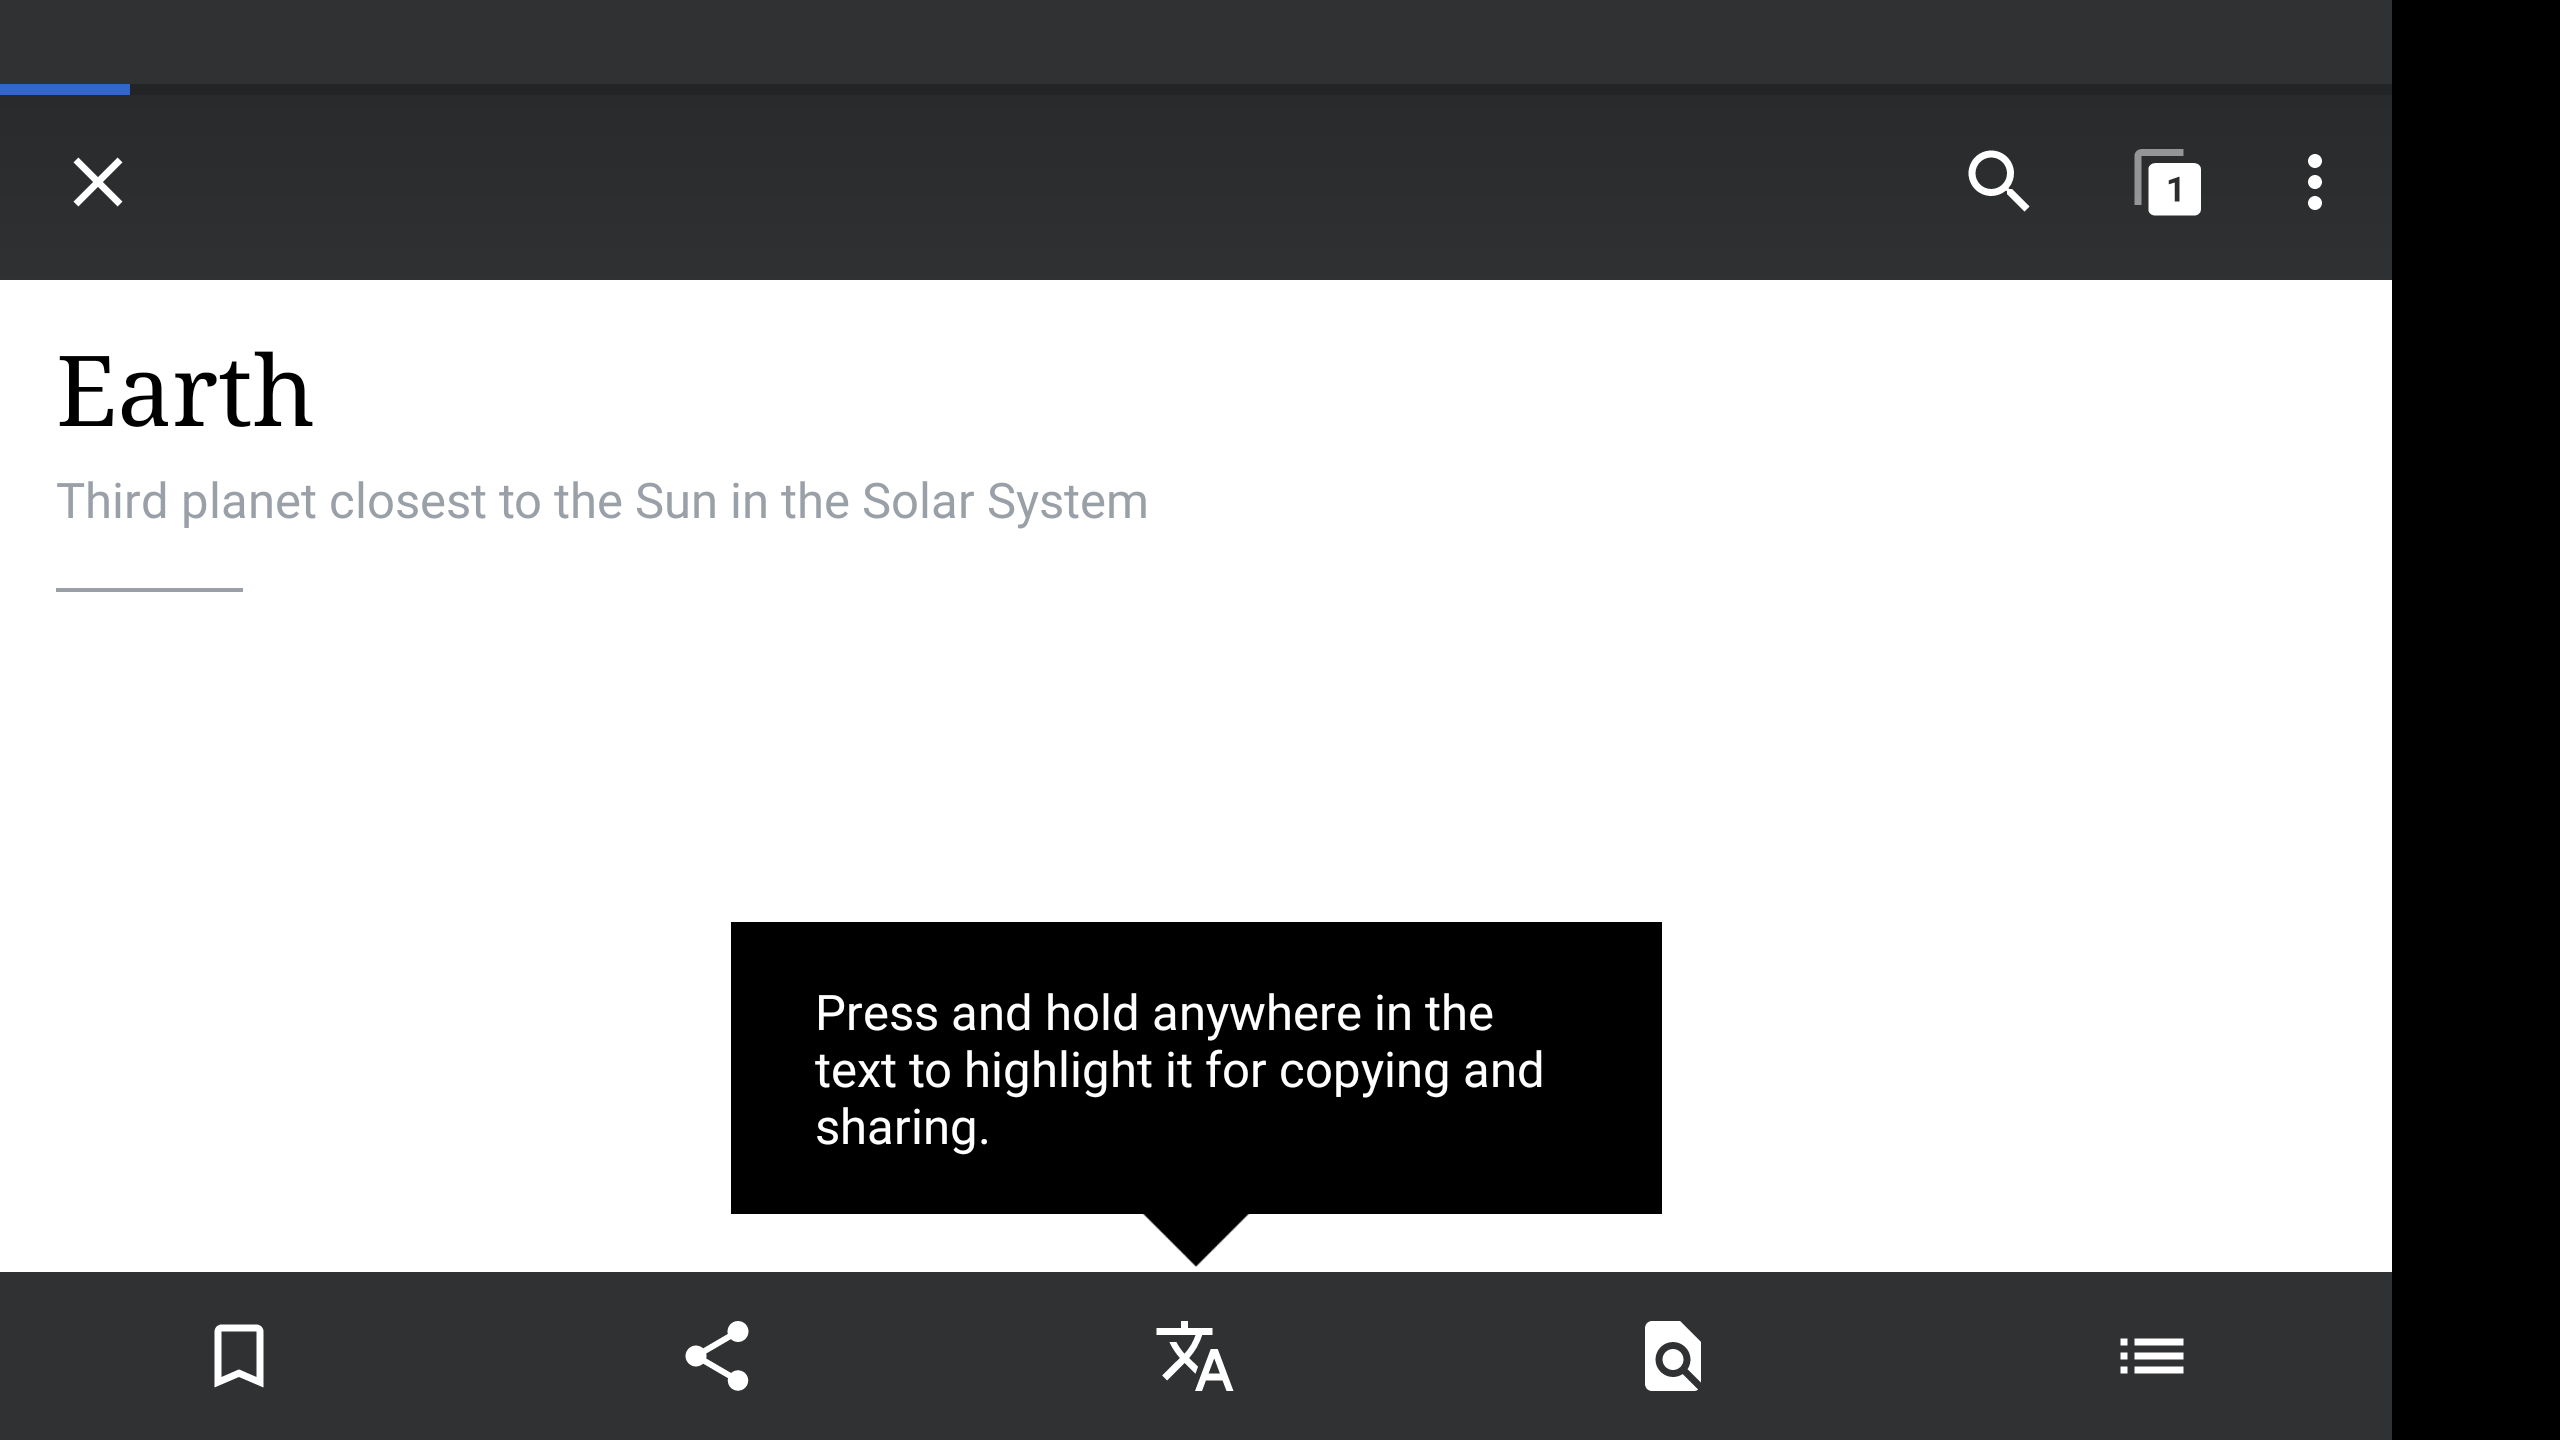 1
Earth
Third planet closest to the Sun in the Solar System
Press and hold anywhere in the
text to highlight it for copying and
sharing.